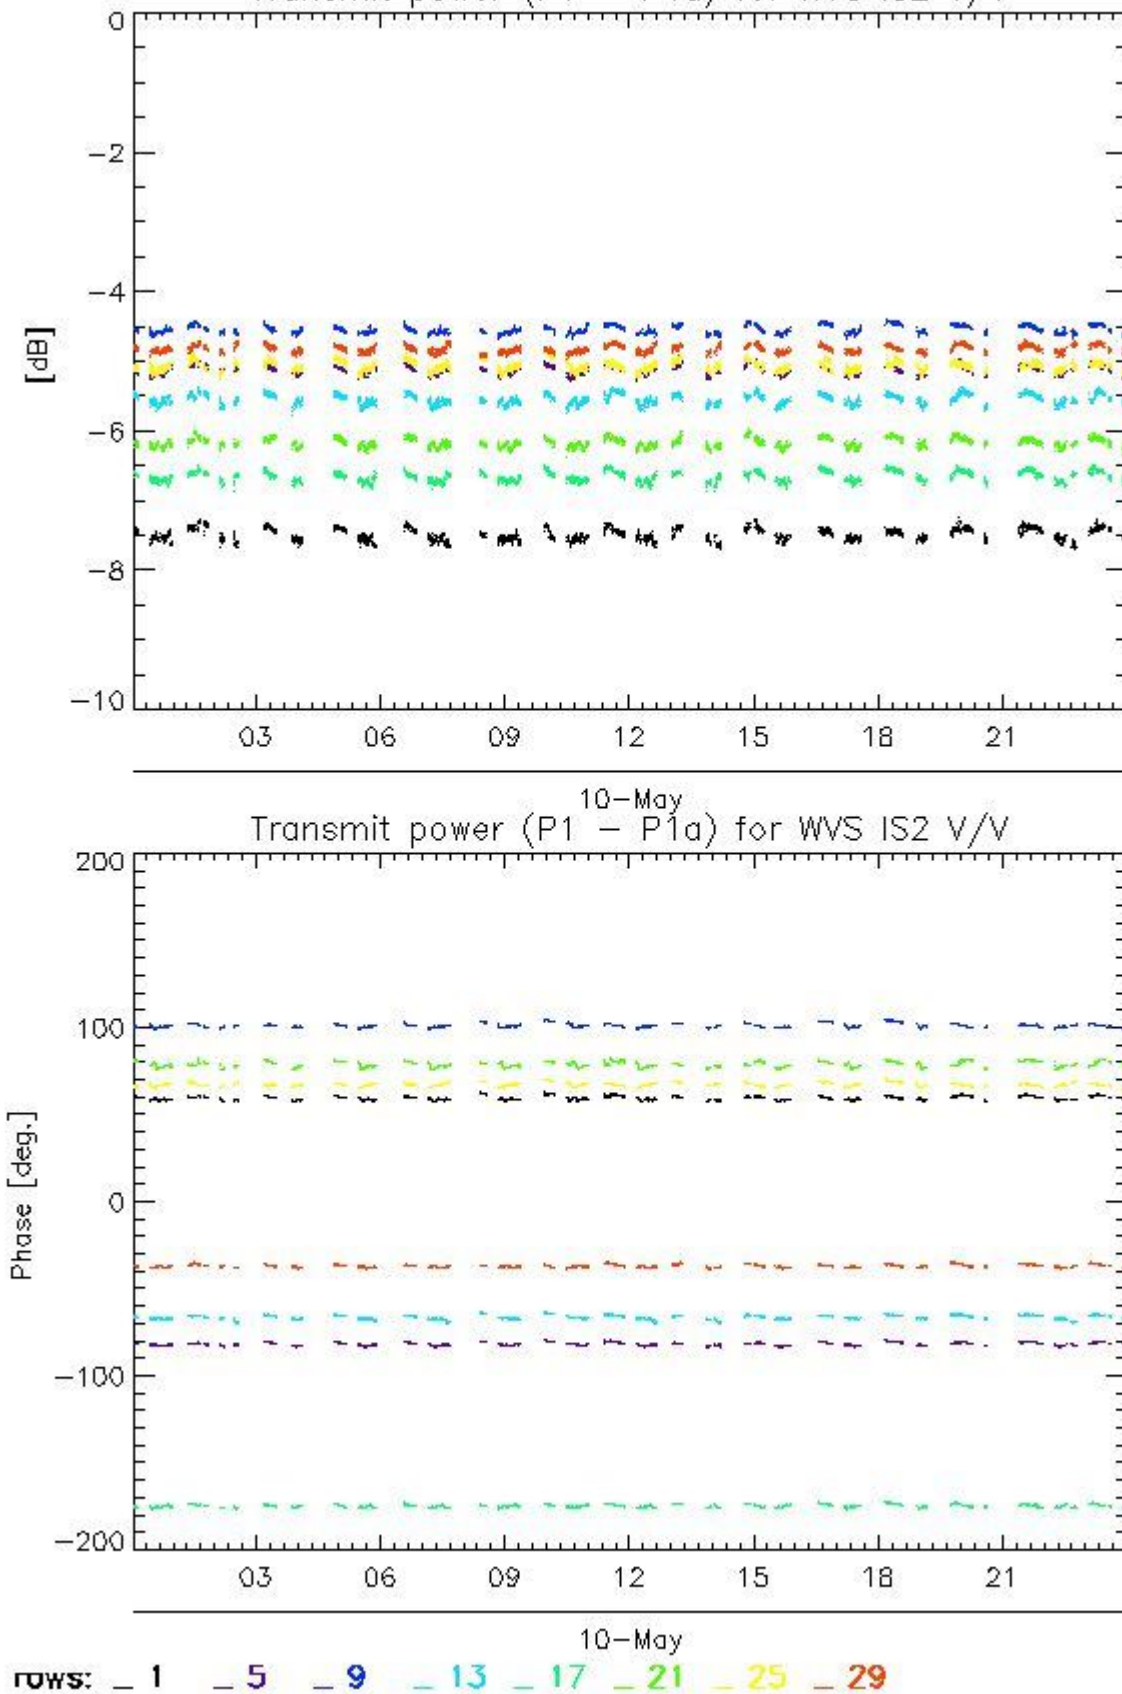 0
−2
−4
[dB]
−6
−8
−10
03 06 09 12 15 18 21
10−May
Transmit power (P1 − P1a) for WVS IS2 V/V
200
100
Phase [deg.]
0
−100
−200
03 06 09 12 15 18 21
10−May
rows: _ 1 _ 5 _ 9 _ 13 _ 17 _ 21 _ 25 _ 29